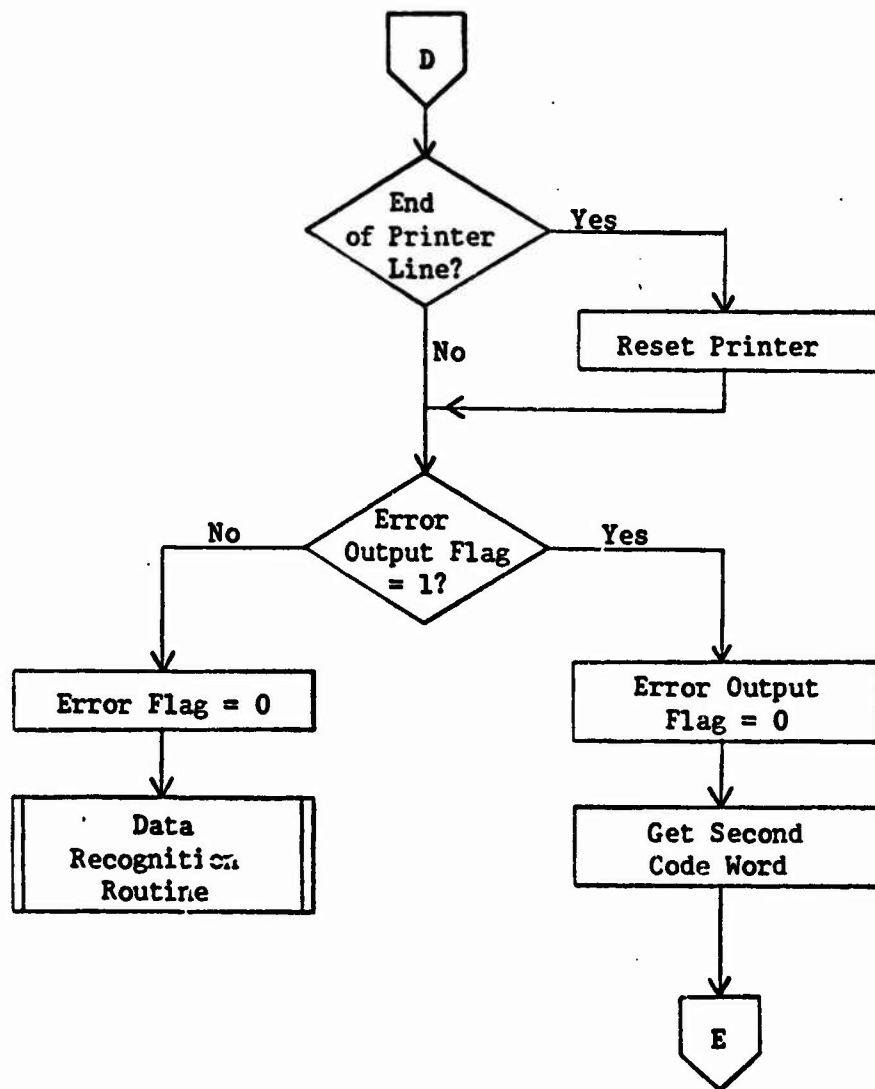 D
End
of Printer
Line?
Yes
No
Reset Printer
Error
Output Flag
= 1?
No
Yes
Error Flag = 0
Error Output
Flag = 0
Data
Recognition
Routine
Get Second
Code Word
E